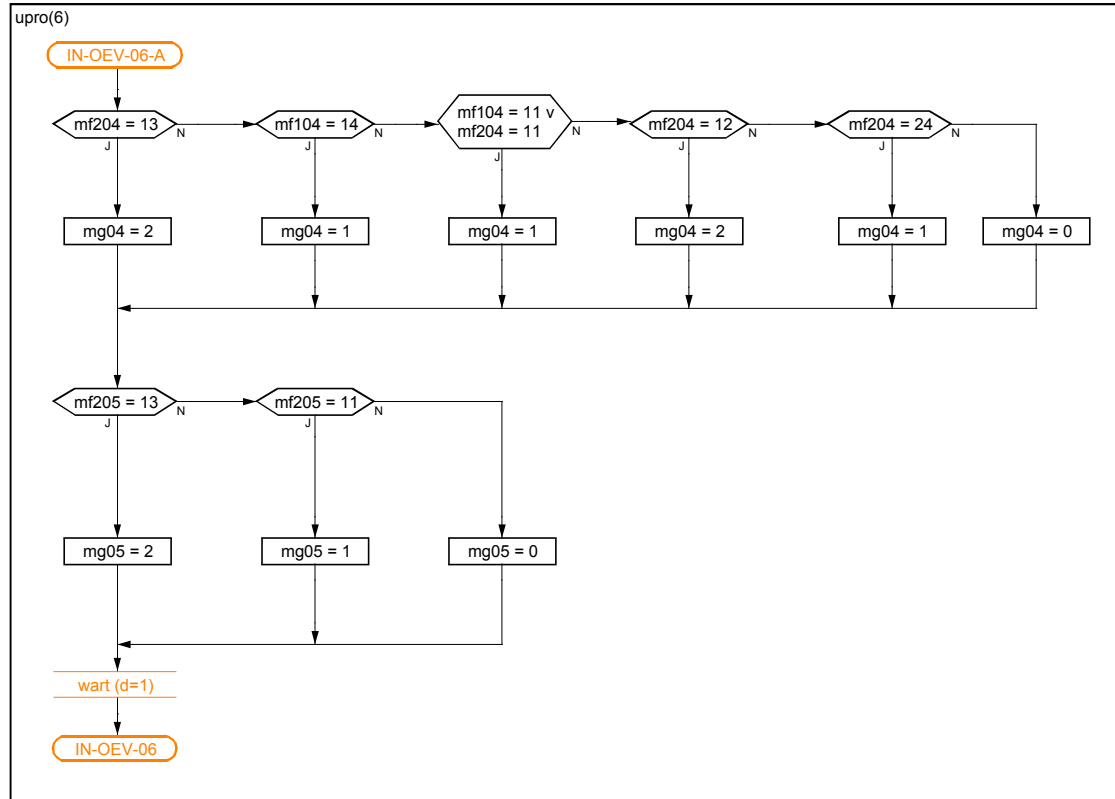 upro(6)
IN-OEV-06-A
mf204 = 13
N
J
mf104 = 14
N
J
mf104 = 11 v
mf204 = 11
N
J
mf204 = 12
N
J
mf204 = 24
N
J
mg04 = 2
mg04 = 1
mg04 = 1
mg04 = 2
mg04 = 1
mg04 = 0
mf205 = 13
N
J
mf205 = 11
N
J
mg05 = 2
mg05 = 1
mg05 = 0
wart (d=1)
IN-OEV-06